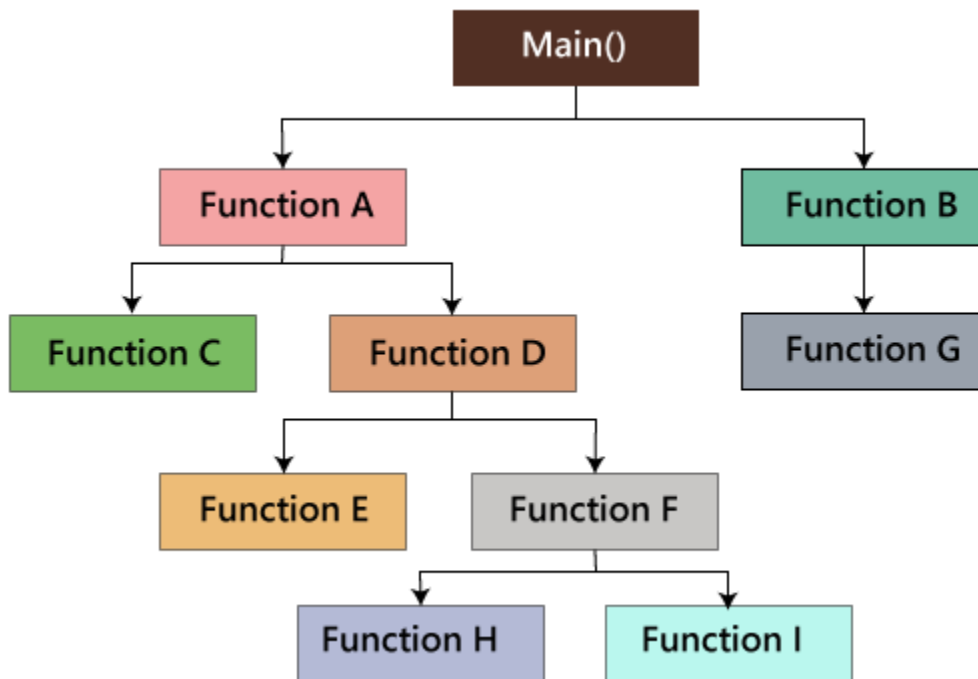 Main()
Function A
Function B
Function C
Function D
Function G
Function E
Function F
Function H
Function I